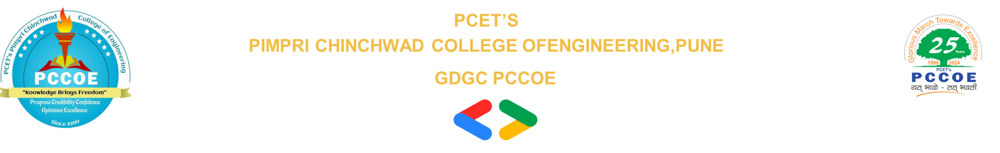 PCET's Pimpri Chinchwad College of Engineering
PCCOE
"Knowledge Brings Freedom"
Progress Credibility Confidence
Optimism Excellence
Since 1999
PCET’S
PIMPRI CHINCHWAD COLLEGE OFENGINEERING,PUNE
GDGC PCCOE
Glorious March Towards Excellence
25 Years
1999 2024
PCET's
PCCOE
यत् भावो - तत् भवती